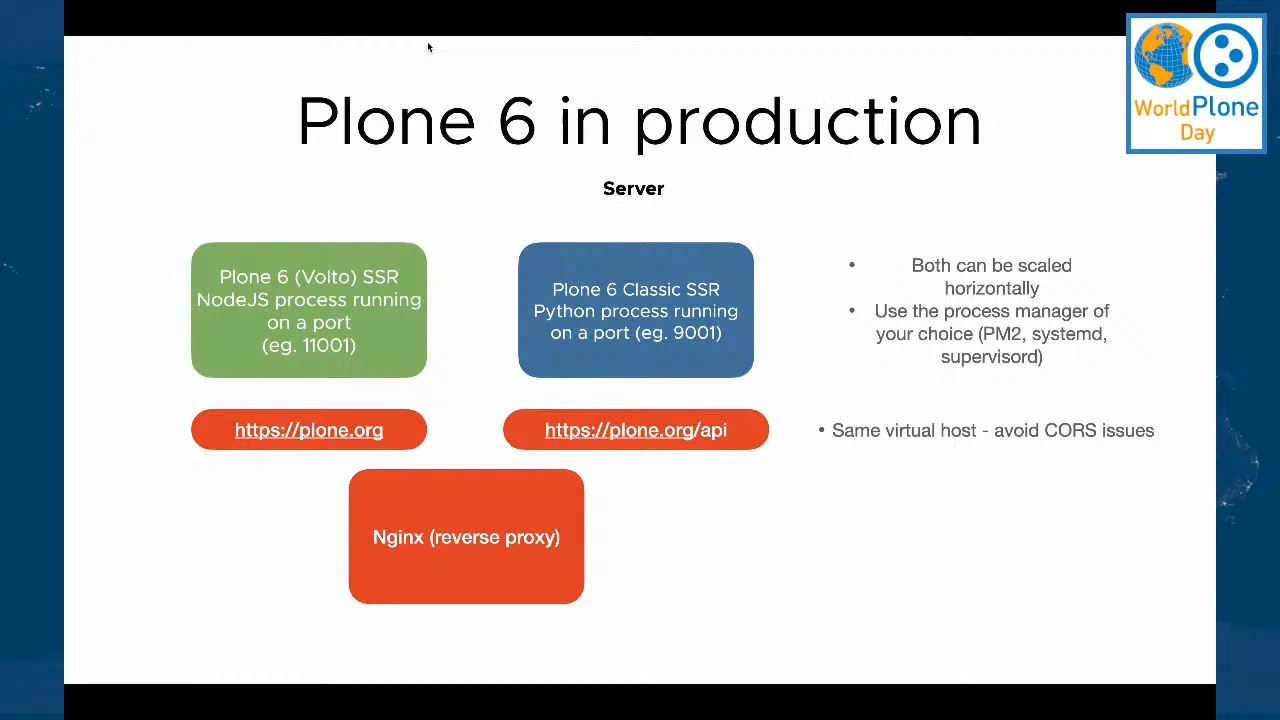 Plone 6 in production
Server
Plone 6 (Volto) SSR
NodeJS process running
on a port
(eg. 11001)
Plone 6 Classic SSR
Python process running
on a port (eg. 9001)
• Both can be scaled
horizontally
• Use the process manager of
your choice (PM2, systemd,
supervisord)
https://plone.org
https://plone.org/api
• Same virtual host - avoid CORS issues
Nginx (reverse proxy)
WorldPlone
Day